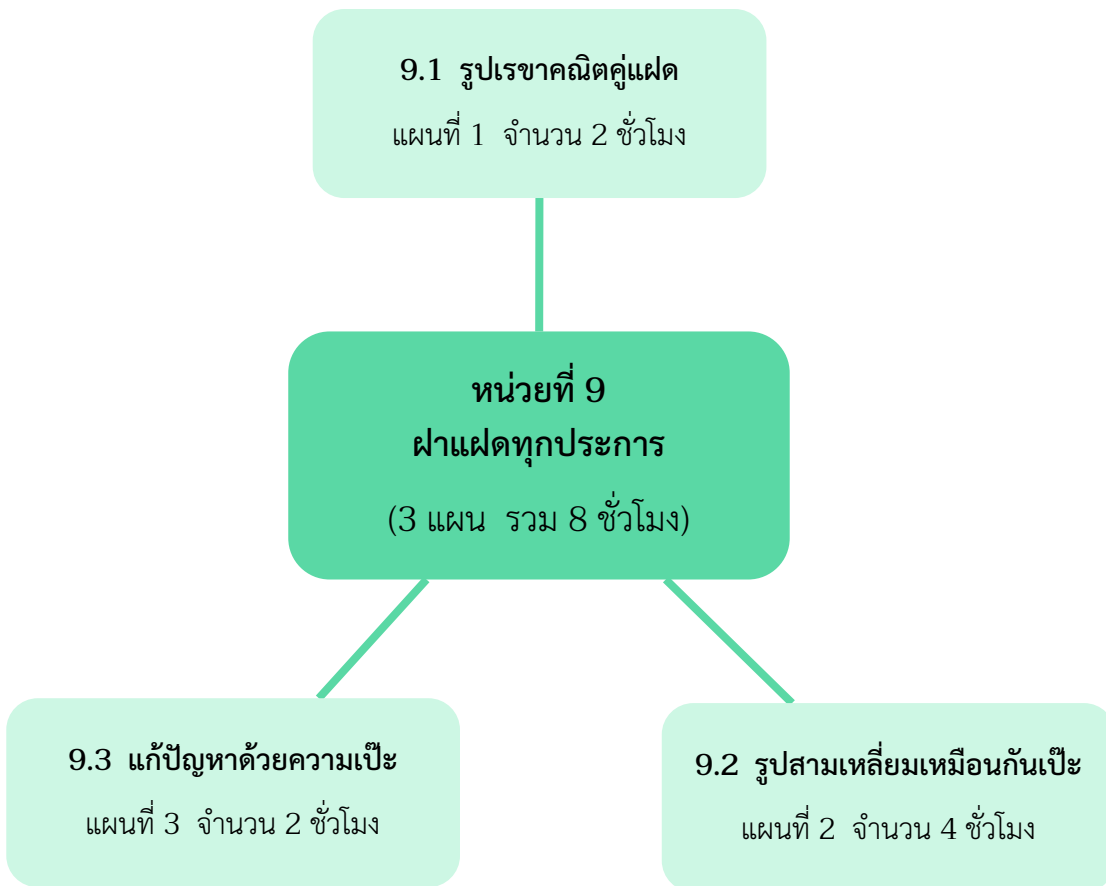 9.1 รูปเรขาคณิตคู่แฝด
แผนที่ 1 จำนวน 2 ชั่วโมง
หน่วยที่ 9
ฝาแฝดทุกประการ
(3 แผน รวม 8 ชั่วโมง)
9.3 แก้ปัญหาด้วยความเป๊ะ
แผนที่ 3 จำนวน 2 ชั่วโมง
9.2 รูปสามเหลี่ยมเหมือนกันเป๊ะ
แผนที่ 2 จำนวน 4 ชั่วโมง